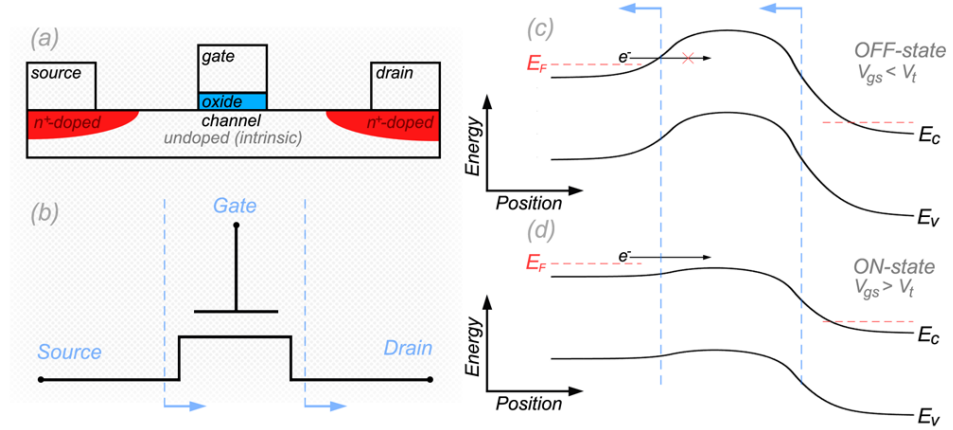 (a)
source
gate
drain
oxide
n⁺-doped
channel
n⁺-doped
undoped (intrinsic)
(b)
Gate
Source
Drain
(c)
OFF-state
Vgs < Vt
EF
e-
Ec
Energy
Position
Ev
(d)
ON-state
Vgs > Vt
EF
e-
Ec
Energy
Position
Ev